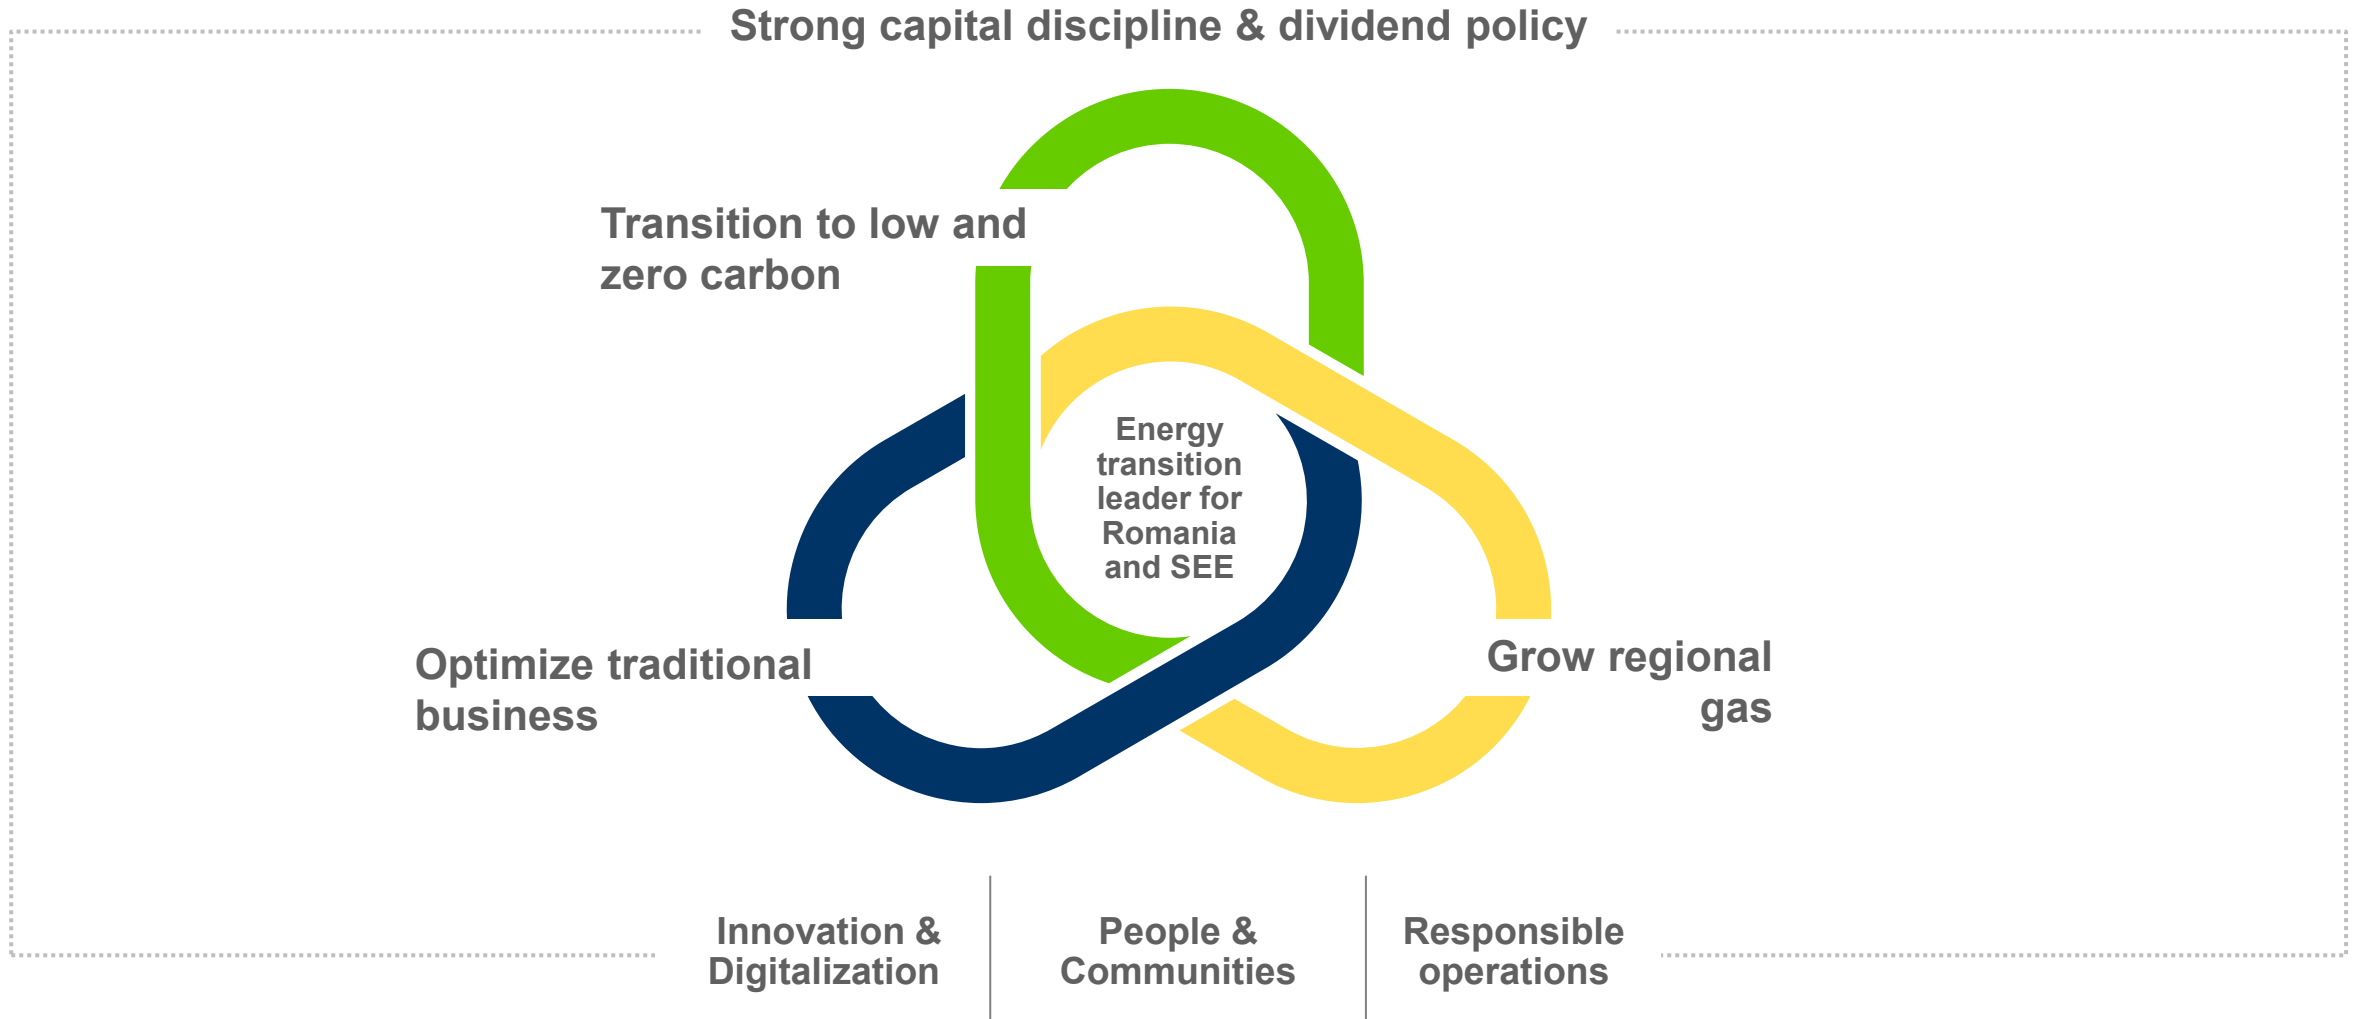 Strong capital discipline & dividend policy
Transition to low and
zero carbon
Energy
transition
leader for
Romania
and SEE
Optimize traditional
business
Grow regional
gas
Innovation &
Digitalization
People &
Communities
Responsible
operations